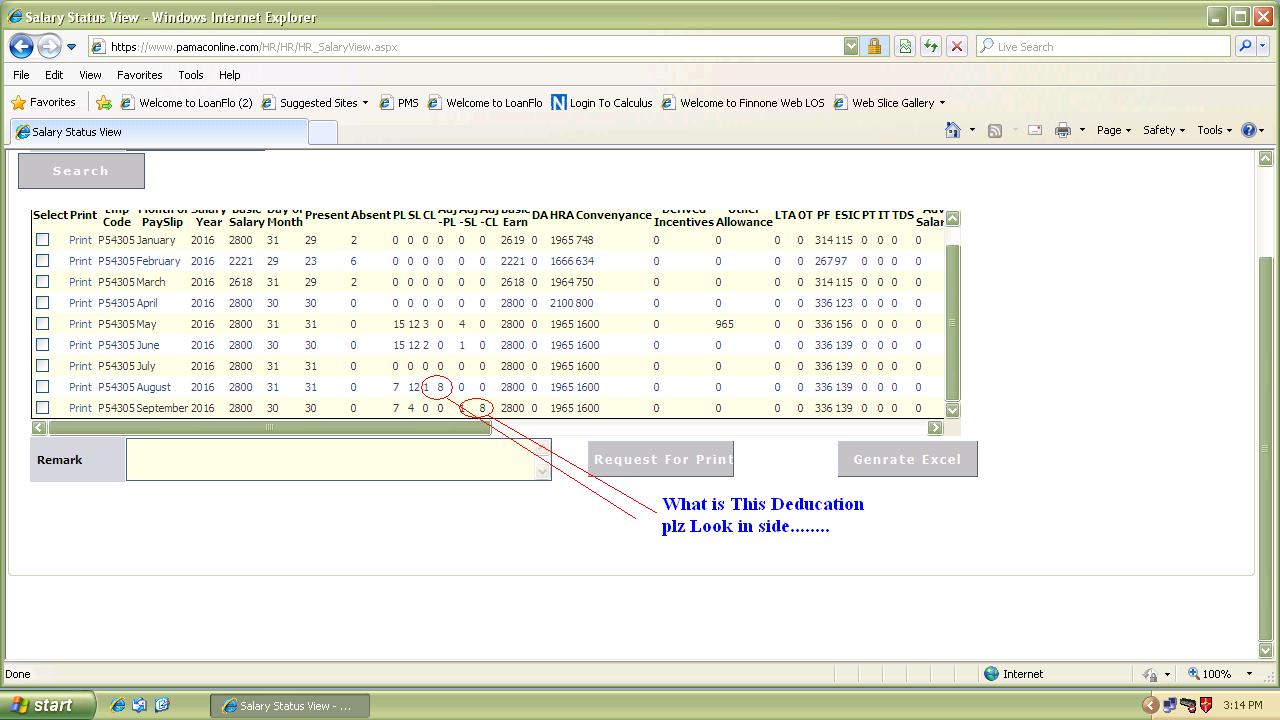 Salary Status View - Windows Internet Explorer
https://www.pamaconline.com/HR/HR/HR_SalaryView.aspx
Live Search
File Edit View Favorites Tools Help
Favorites Welcome to LoanFlo (2) Suggested Sites PMS Welcome to LoanFlo Login To Calculus Welcome to Finnone Web LOS Web Slice Gallery
Salary Status View
Page Safety Tools
Search
Select Print Emp Code Month of PaySlip Salary Year Basic Salary Day of Month Present Absent PL SL CL Adj -PL Adj -SL Adj -CL Basic Earn DA HRA Convenyance Derived Incentives Other Allowance LTA OT PF ESIC PT IT TDS Adv Salar
Print P54305 January 2016 2800 31 29 2 0 0 0 0 0 0 2619 0 1965 748 0 0 0 0 314 115 0 0 0 0
Print P54305 February 2016 2221 29 23 6 0 0 0 0 0 0 2221 0 1666 634 0 0 0 0 267 97 0 0 0 0
Print P54305 March 2016 2618 31 29 2 0 0 0 0 0 0 2618 0 1964 750 0 0 0 0 314 115 0 0 0 0
Print P54305 April 2016 2800 30 30 0 0 0 0 0 0 0 2800 0 2100 800 0 0 0 0 336 123 0 0 0 0
Print P54305 May 2016 2800 31 31 0 15 12 3 0 4 0 2800 0 1965 1600 0 965 0 0 336 156 0 0 0 0
Print P54305 June 2016 2800 30 30 0 15 12 2 0 1 0 2800 0 1965 1600 0 0 0 0 336 139 0 0 0 0
Print P54305 July 2016 2800 31 31 0 0 0 0 0 0 0 2800 0 1965 1600 0 0 0 0 336 139 0 0 0 0
Print P54305 August 2016 2800 31 31 0 7 12 1 8 0 0 2800 0 1965 1600 0 0 0 0 336 139 0 0 0 0
Print P54305 September 2016 2800 30 30 0 7 4 0 0 8 2800 0 1965 1600 0 0 0 0 336 139 0 0 0 0
Remark Request For Print Genrate Excel
What is This Deducation
plz Look in side........
Done Internet 100%
start Salary Status View - ... 3:14 PM